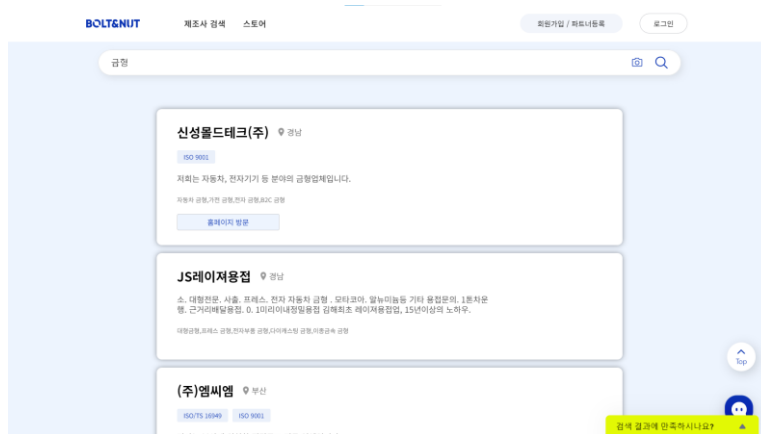 BOLT&NUT 제조사 검색 스토어 회원가입 / 파트너등록 로그인
금형
신성몰드테크(주) 경남
ISO 9001
저희는 자동차, 전자기기 등 분야의 금형업체입니다.
자동차 금형,가전 금형,전자 금형,B2C 금형
홈페이지 방문
JS레이져용접 경남
소. 대형전문. 사출. 프레스. 전자 자동차 금형 . 모타코아. 알뉴미늄등 기타 용접문의. 1톤차운
행. 근거리배달용접. 0. 1미리이내정밀용접 김해최초 레이져용접업, 15년이상의 노하우.
대형금형,프레스 금형,전자부품 금형,다이캐스팅 금형,이종금속 금형
Top
(주)엠씨엠 부산
ISO/TS 16949 ISO 9001
검색 결과에 만족하시나요?